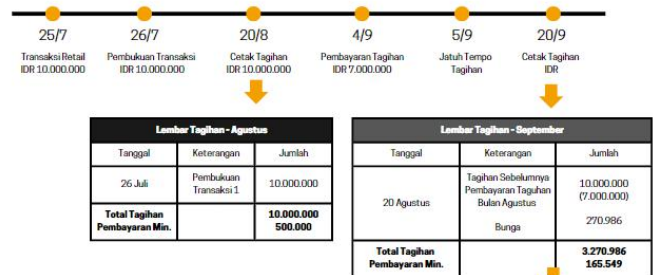 25/7 26/7 20/8 4/9 5/9 20/9
Transaksi Retail Pembukuan Transaksi Cetak Tagihan Pembayaran Tagihan Jatuh Tempo Cetak Tagihan
IDR 10.000.000 IDR 10.000.000 IDR 10.000.000 IDR 7.000.000 Tagihan IDR
Lembar Tagihan - Agustus
Tanggal Keterangan Jumlah
26 Juli Pembukuan Transaksi 1 10.000.000
Total Tagihan 10.000.000
Pembayaran Min. 500.000
Lembar Tagihan - September
Tanggal Keterangan Jumlah
20 Agustus
Tagihan Sebelumnya 10.000.000
Pembayaran Taguhan (7.000.000)
Bulan Agustus
Bunga 270.986
Total Tagihan 3.270.986
Pembayaran Min. 165.549